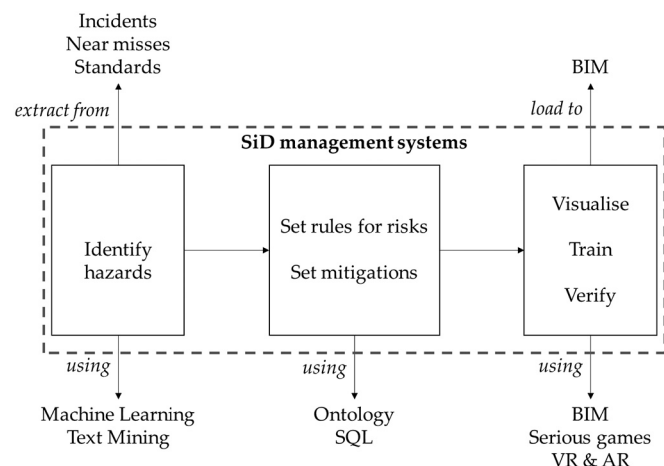 Incidents
Near misses
Standards
BIM
extract from
load to
SiD management systems
Identify
hazards
Set rules for risks
Set mitigations
Visualise
Train
Verify
using
using
using
Machine Learning
Text Mining
Ontology
SQL
BIM
Serious games
VR & AR